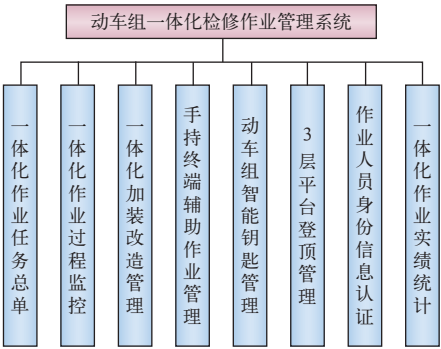 动车组一体化检修作业管理系统
一体化作业任务总单
一体化作业过程监控
一体化加装改造管理
手持终端辅助作业管理
动车组智能钥匙管理
3层平台登顶管理
作业人员身份信息认证
一体化作业实绩统计